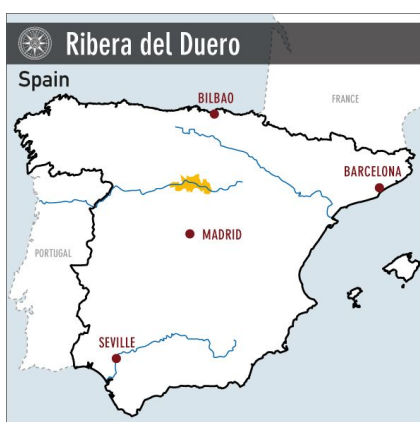 Ribera del Duero
Spain
BILBAO
FRANCE
BARCELONA
MADRID
PORTUGAL
SEVILLE